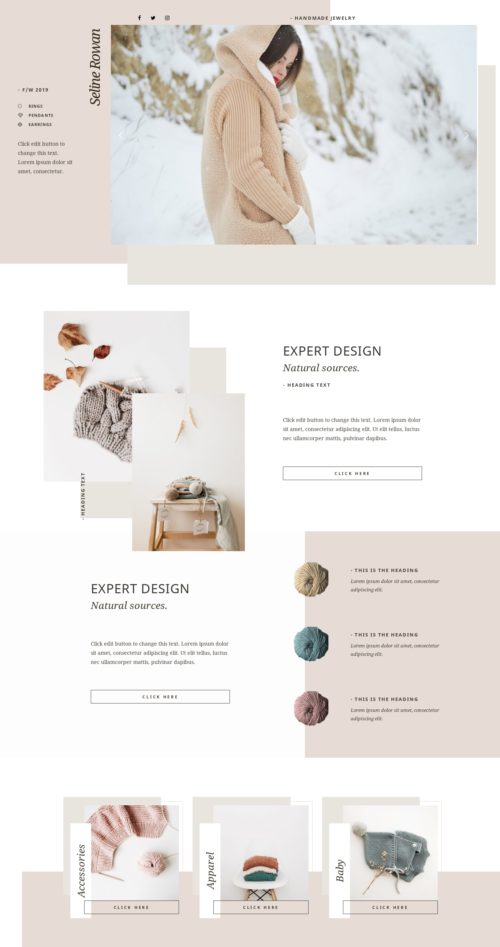 - HANDMADE JEWELRY
Seline Rowan
- F/W 2019
RINGS
PENDANTS
EARRINGS
Click edit button to
change this text.
Lorem ipsum dolor sit
amet, consectetur.
EXPERT DESIGN
Natural sources.
- HEADING TEXT
Click edit button to change this text. Lorem ipsum dolor
sit amet, consectetur adipiscing elit. Ut elit tellus, luctus
nec ullamcorper mattis, pulvinar dapibus.
CLICK HERE
- HEADING TEXT
EXPERT DESIGN
Natural sources.
Click edit button to change this text. Lorem ipsum dolor
sit amet, consectetur adipiscing elit. Ut elit tellus, luctus
nec ullamcorper mattis, pulvinar dapibus.
CLICK HERE
- THIS IS THE HEADING
Lorem ipsum dolor sit amet, consectetur
adipiscing elit.
- THIS IS THE HEADING
Lorem ipsum dolor sit amet, consectetur
adipiscing elit.
- THIS IS THE HEADING
Lorem ipsum dolor sit amet, consectetur
adipiscing elit.
Accessories
CLICK HERE
Apparel
CLICK HERE
Baby
CLICK HERE